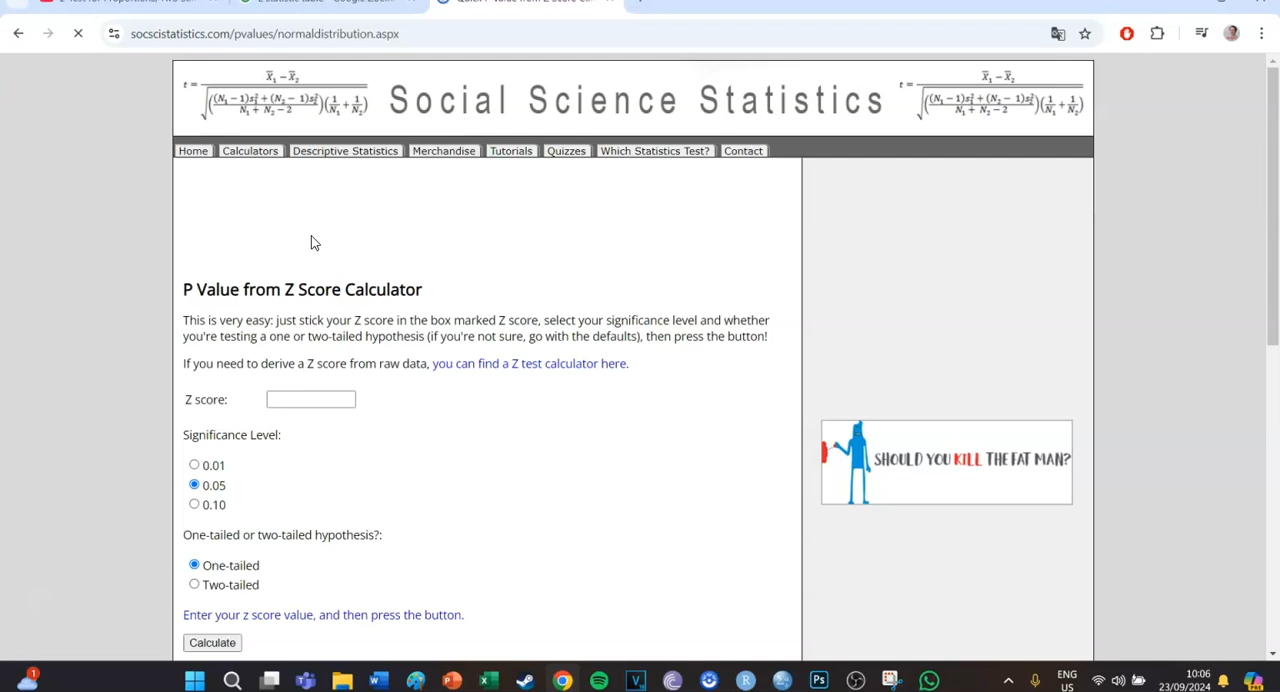 socscistatistics.com/pvalues/normaldistribution.aspx
Social Science Statistics
Home Calculators Descriptive Statistics Merchandise Tutorials Quizzes Which Statistics Test? Contact
P Value from Z Score Calculator
This is very easy: just stick your Z score in the box marked Z score, select your significance level and whether
you're testing a one or two-tailed hypothesis (if you're not sure, go with the defaults), then press the button!
If you need to derive a Z score from raw data, you can find a Z test calculator here.
Z score:
Significance Level:
0.01
0.05
0.10
One-tailed or two-tailed hypothesis?:
One-tailed
Two-tailed
Enter your z score value, and then press the button.
Calculate
SHOULD YOU KILL THE FAT MAN?
ENG
US
10:06
23/09/2024